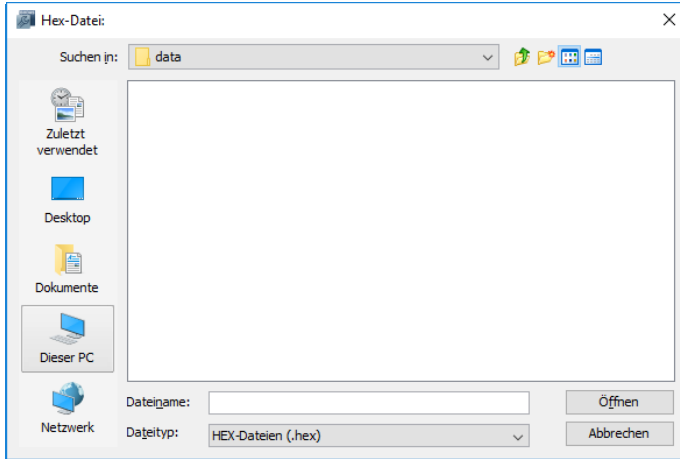 Hex-Datei:
Suchen in: data
Zuletzt
verwendet
Desktop
Dokumente
Dieser PC
Netzwerk
Dateiname:
Öffnen
Dateityp: HEX-Dateien (.hex)
Abbrechen